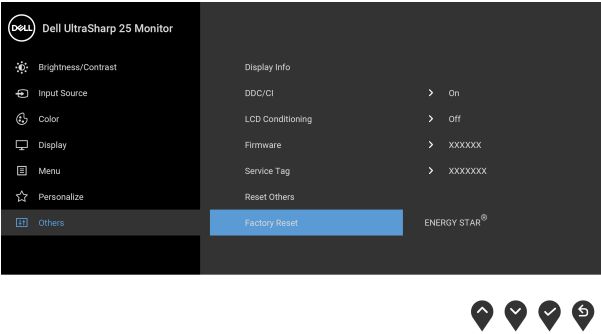 DELL Dell UltraSharp 25 Monitor
Brightness/Contrast Display Info
Input Source DDC/CI On
Color LCD Conditioning Off
Display Firmware XXXXXX
Menu Service Tag XXXXXXX
Personalize Reset Others
Others Factory Reset ENERGY STAR®